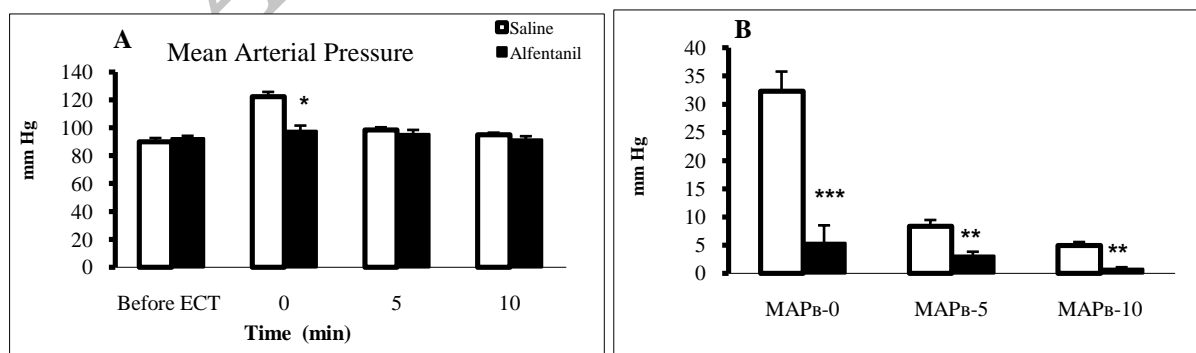 A
Mean Arterial Pressure
Saline
Alfentanil
140
120
100
80
60
40
20
0
mm Hg
*
Before ECT 0 5 10
Time (min)
B
40
35
30
25
20
15
10
5
0
mm Hg
***
**
**
MAPB-0 MAPB-5 MAPB-10